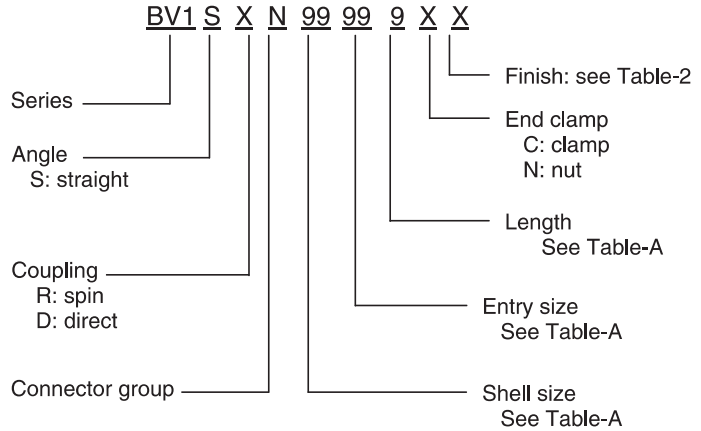 BV1 S X N 99 99 9 X X
Series
Angle
S: straight
Coupling
R: spin
D: direct
Connector group
Finish: see Table-2
End clamp
C: clamp
N: nut
Length
See Table-A
Entry size
See Table-A
Shell size
See Table-A